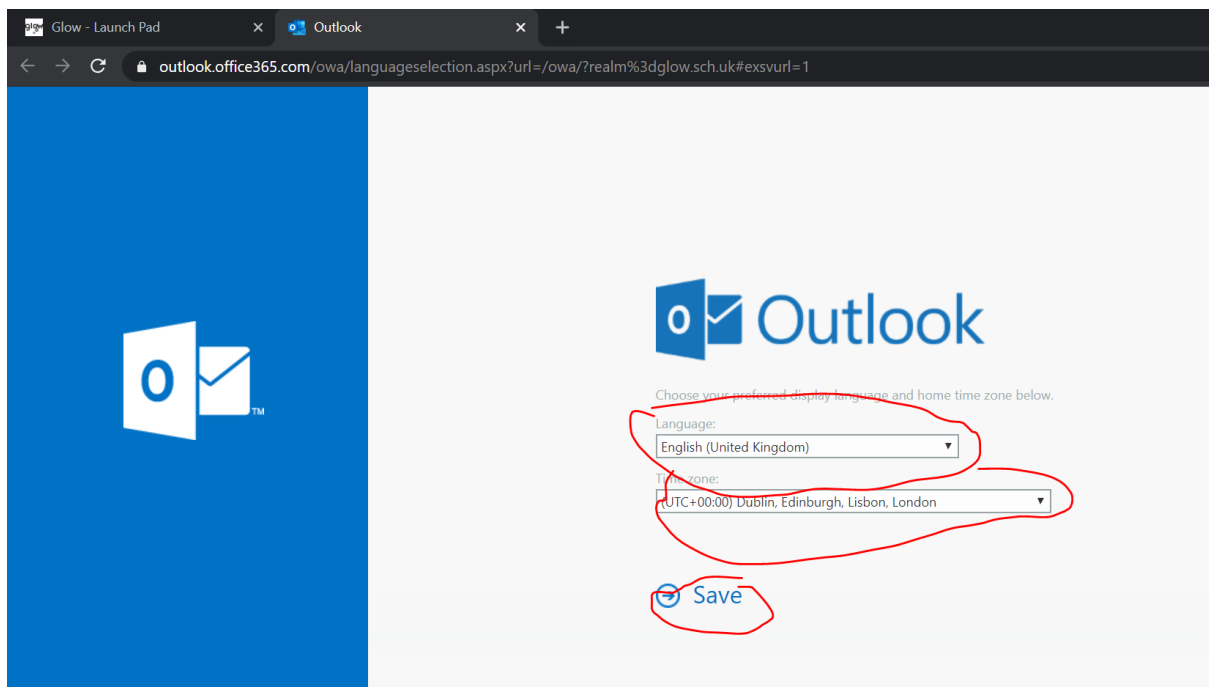 glow Glow - Launch Pad Outlook
outlook.office365.com/owa/languageselection.aspx?url=/owa/?realm%3dglow.sch.uk#exsvurl=1
O Outlook
Choose your preferred display language and home time zone below.
Language:
English (United Kingdom)
Time zone:
(UTC+00:00) Dublin, Edinburgh, Lisbon, London
Save
O TM